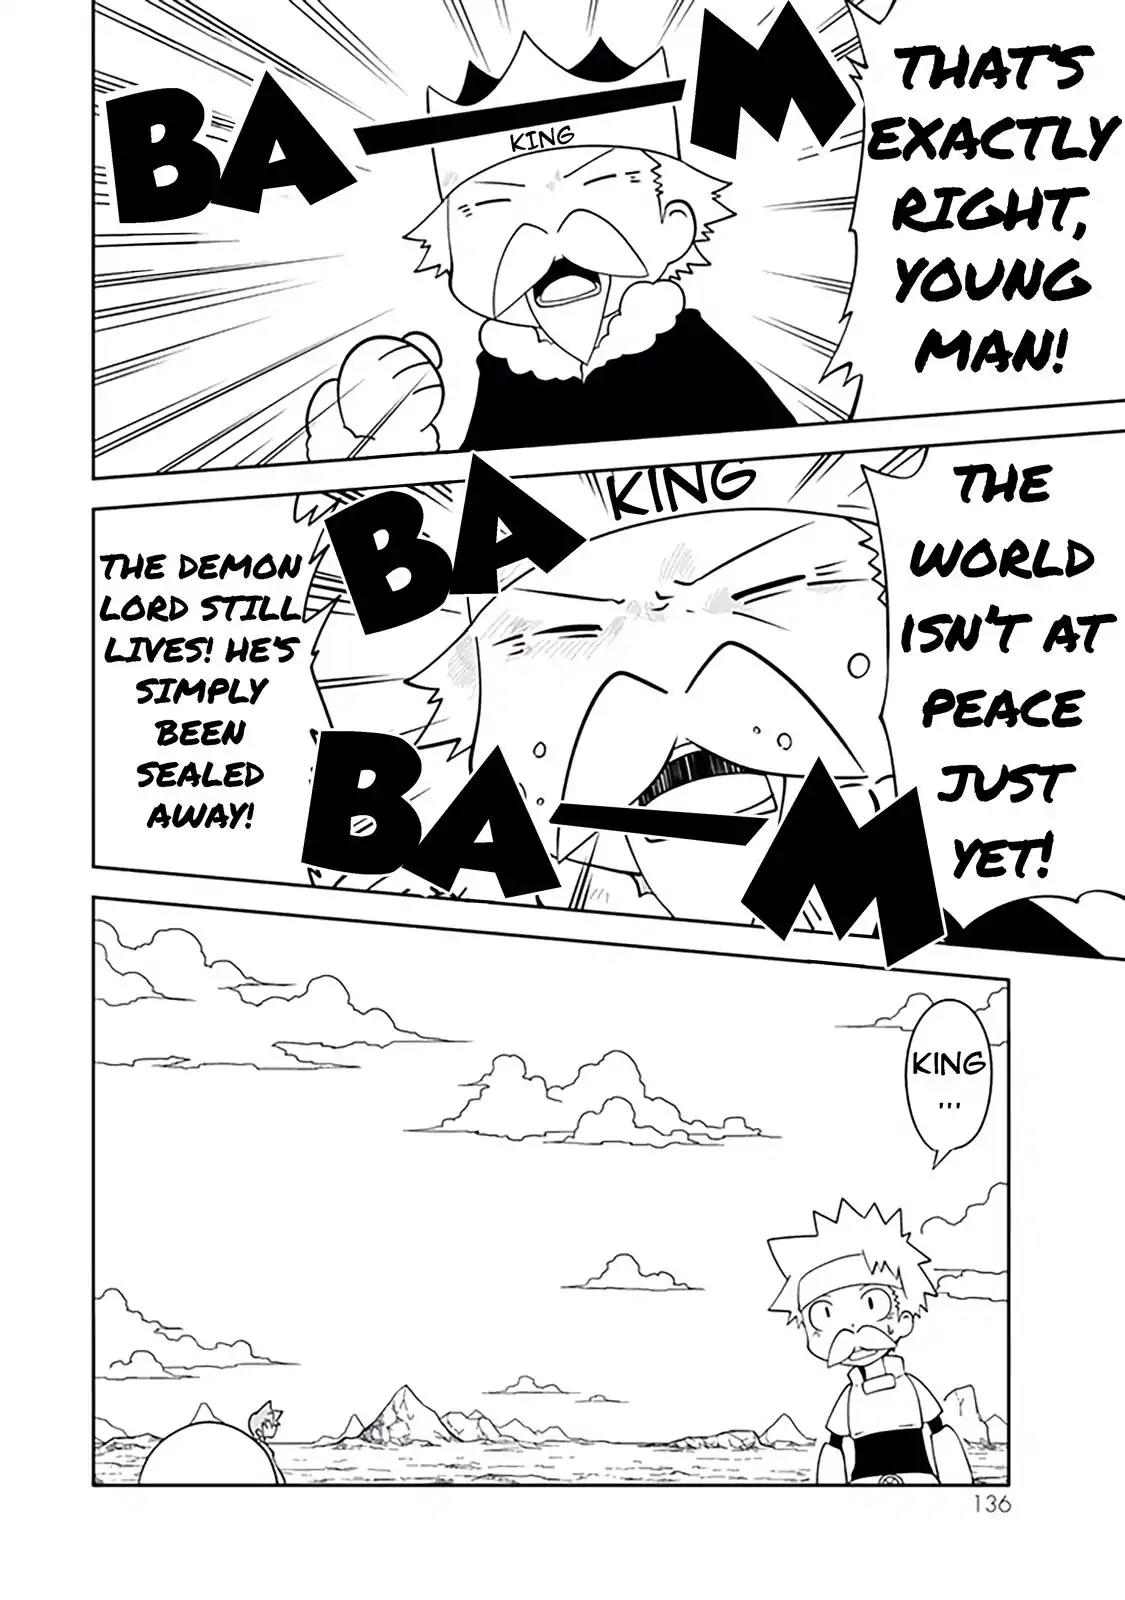 THAT'S
EXACTLY
RIGHT,
YOUNG
MAN!
BA—M
KING
THE
WORLD
ISN'T AT
PEACE
JUST
YET!
KING
BA
BA—M
THE DEMON
LORD STILL
LIVES! HE'S
SIMPLY
BEEN
SEALED
AWAY!
KING
...
136